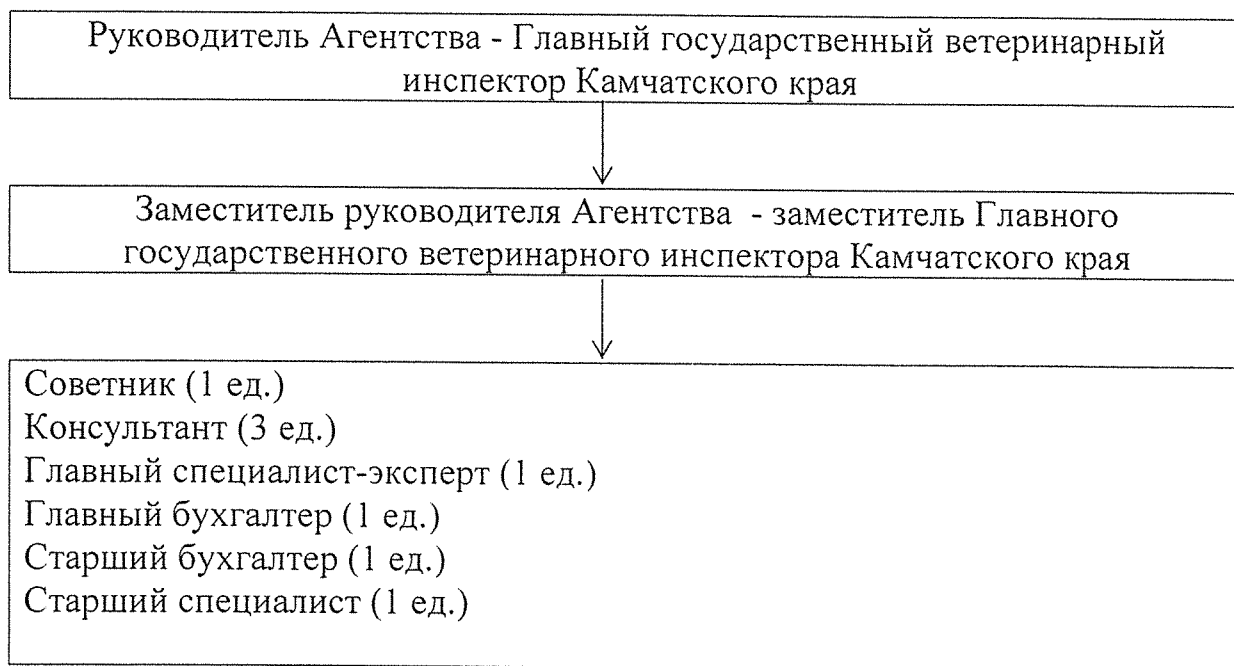 Руководитель Агентства - Главный государственный ветеринарный
инспектор Камчатского края
Заместитель руководителя Агентства - заместитель Главного
государственного ветеринарного инспектора Камчатского края
Советник (1 ед.)
Консультант (3 ед.)
Главный специалист-эксперт (1 ед.)
Главный бухгалтер (1 ед.)
Старший бухгалтер (1 ед.)
Старший специалист (1 ед.)